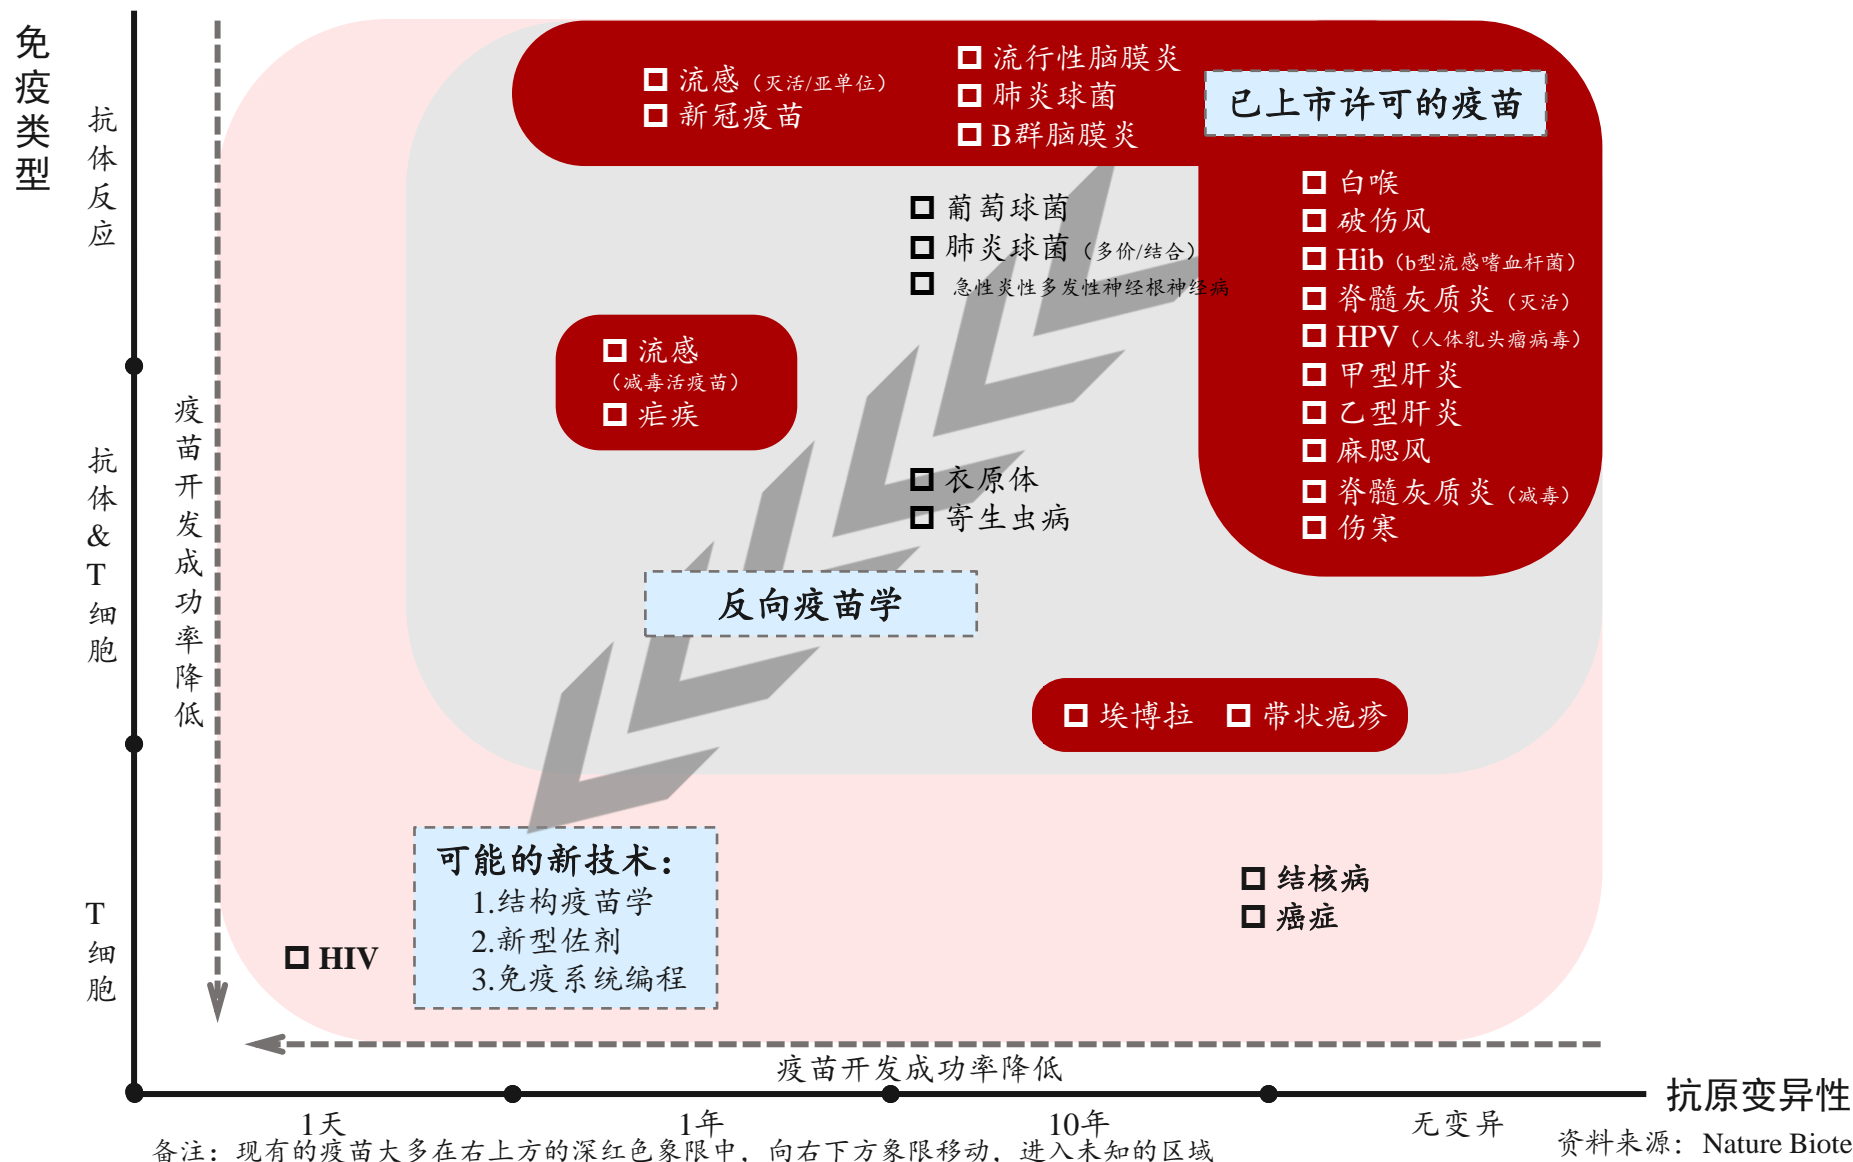 免疫类型
抗体反应
抗体&T细胞
T细胞
疫苗开发成功率降低
流感（灭活/亚单位）
新冠疫苗
流行性脑膜炎
肺炎球菌
B群脑膜炎
已上市许可的疫苗
白喉
破伤风
Hib（b型流感嗜血杆菌）
脊髓灰质炎（灭活）
HPV（人体乳头瘤病毒）
甲型肝炎
乙型肝炎
麻腮风
脊髓灰质炎（减毒）
伤寒
葡萄球菌
肺炎球菌（多价/结合）
急性炎性多发性神经根神经病
流感
（减毒活疫苗）
疟疾
衣原体
寄生虫病
反向疫苗学
埃博拉
带状疱疹
可能的新技术：
1.结构疫苗学
2.新型佐剂
3.免疫系统编程
HIV
结核病
癌症
疫苗开发成功率降低
抗原变异性
1天
1年
10年
无变异
备注：现有的疫苗大多在右上方的深红色象限中，向右下方象限移动，进入未知的区域
资料来源：Nature Biote